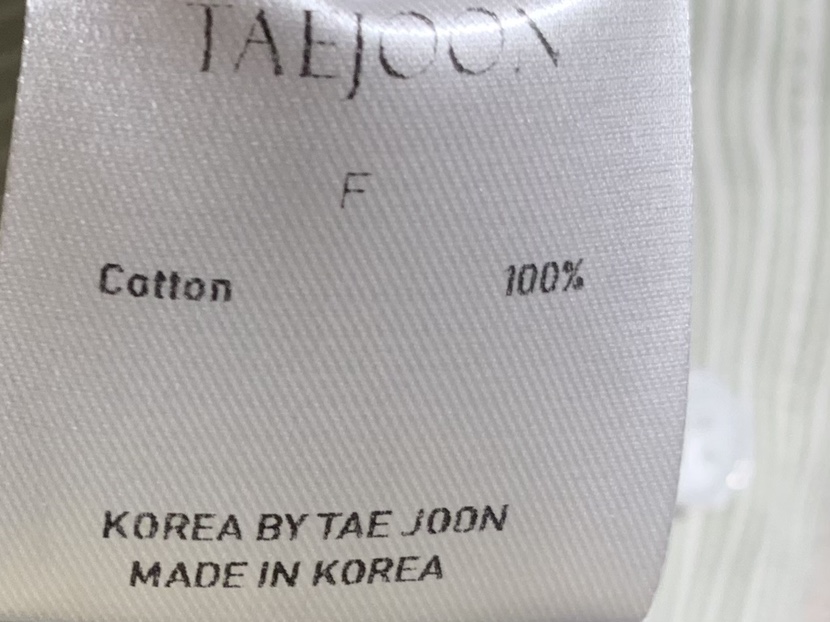 TAEJOON
F
Cotton 100%
KOREA BY TAE JOON
MADE IN KOREA